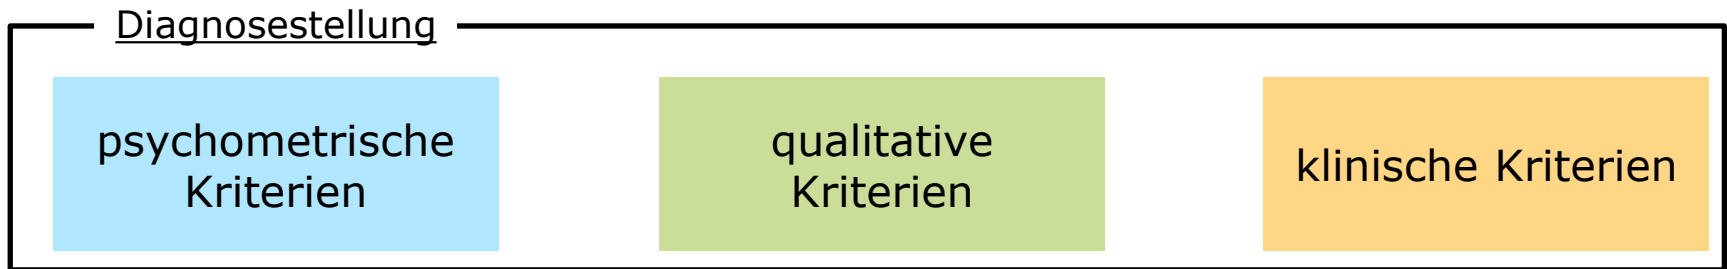 Diagnosestellung
psychometrische
Kriterien
qualitative
Kriterien
klinische Kriterien